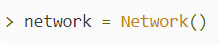 > network = Network()